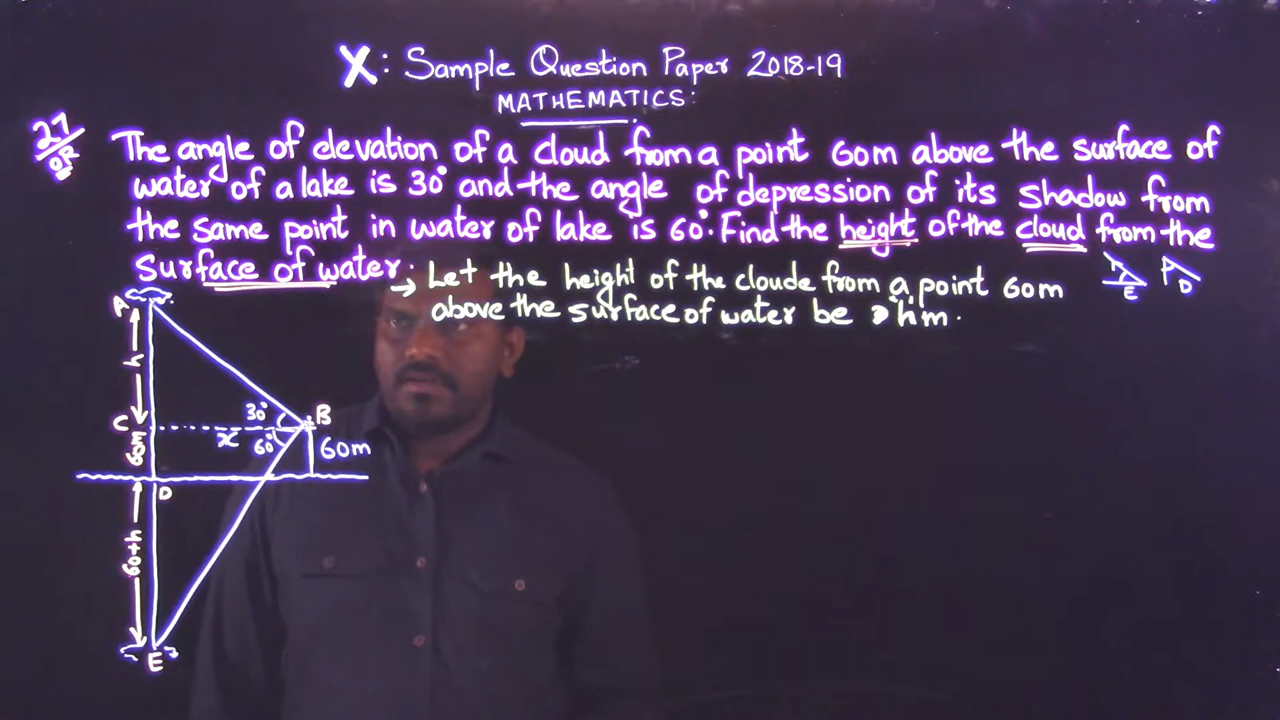 X: Sample Question Paper 2018-19
MATHEMATICS:
27/OR
The angle of elevation of a cloud from a point 60m above the surface of
water of a lake is 30° and the angle of depression of its shadow from
the same point in water of lake is 60°. Find the height of the cloud from the
surface of water.
→ Let the height of the cloude from a point 60m
above the surface of water be h m.
E
D
A
h
C
30°
B
x
60°
60m
60m
D
60+h
E